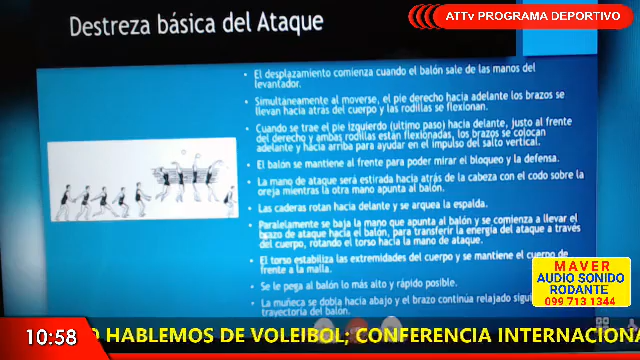 ATTv PROGRAMA DEPORTIVO
Destreza básica del Ataque
El desplazamiento comienza cuando el balón sale de las manos del
levantador.
Simultáneamente al moverse, el pie derecho hacia adelante los brazos se
llevan hacia atrás del cuerpo y las rodillas se flexionan.
Cuando se trae el pie izquierdo (ultimo paso) hacia delante, justo al frente
del derecho y ambas rodillas están flexionadas, los brazos se colocan
adelante y hacia arriba para ayudar en el impulso del salto vertical.
El balón se mantiene al frente para poder mirar el bloqueo y la defensa.
La mano de ataque será estirada hacia atrás de la cabeza con el codo sobre la
oreja mientras la otra mano apunta al balón.
Las caderas rotan hacia delante y se arquea la espalda.
Paralelamente se baja la mano que apunta al balón y se comienza a llevar el
brazo de ataque hacia el balón, para transferir la energía del ataque a través
del cuerpo, rotando el torso hacia la mano de ataque.
El torso estabiliza las extremidades del cuerpo y se mantiene el cuerpo de
frente a la malla.
Se le pega al balón lo más alto y rápido posible.
La muñeca se dobla hacia abajo y el brazo continúa relajado
trayectoria del balón.
MAVER
AUDIO SONIDO
RODANTE
099 713 1344
10:58
HABLEMOS DE VOLEIBOL; CONFERENCIA INTERNACIONA